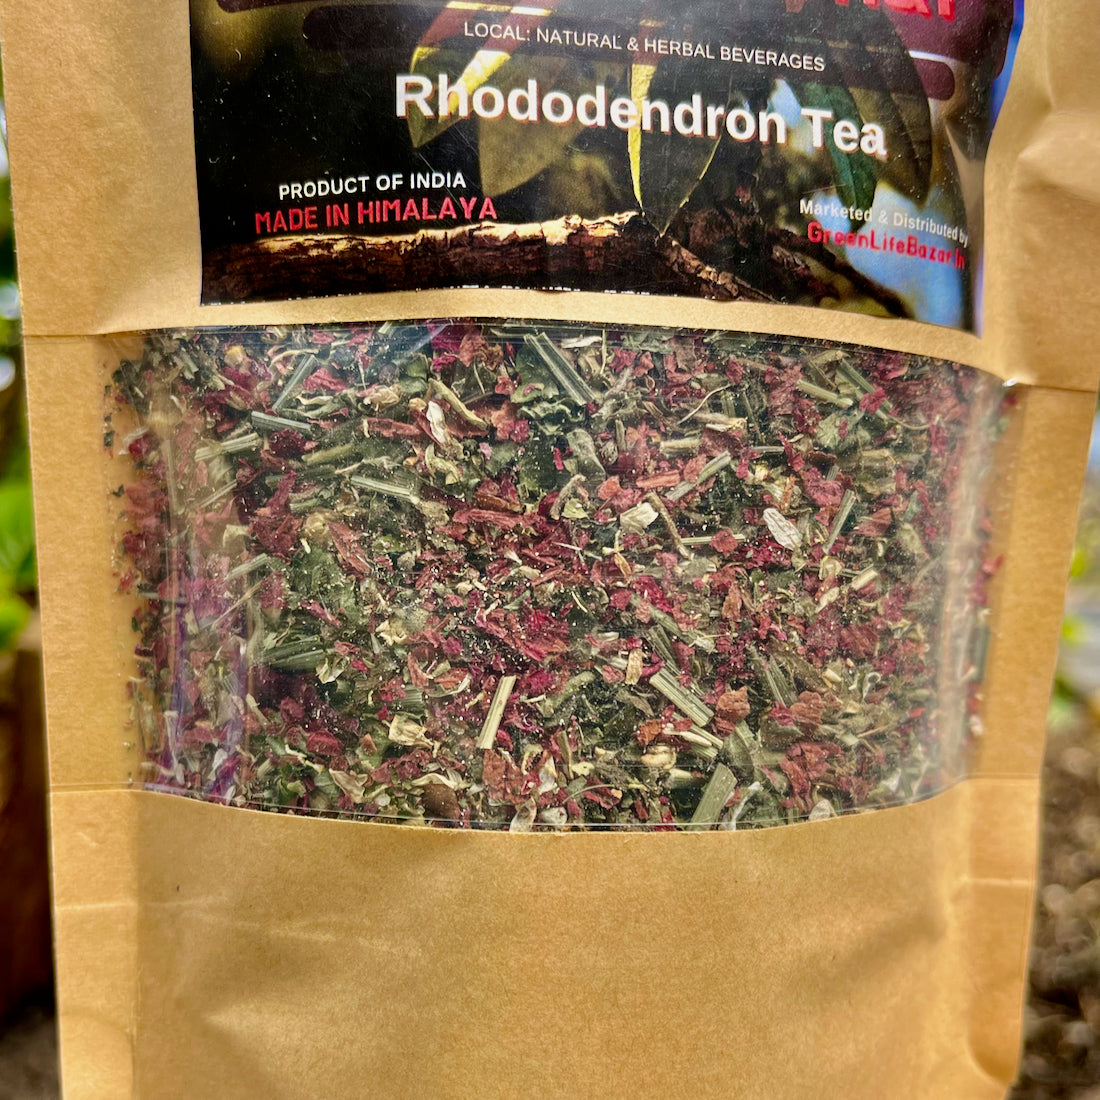 LOCAL: NATURAL & HERBAL BEVERAGES
Rhododendron Tea
PRODUCT OF INDIA
MADE IN HIMALAYA
Marketed & Distributed by
GreenLifeBazar.in